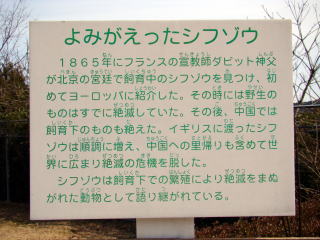 よみがえったシフゾウ
１８６５年にフランスの宣教師ダビット神父
が北京の宮廷で飼育中のシフゾウを見つけ、初
めてヨーロッパに紹介した。その時には野生の
ものはすでに絶滅していた。その後、中国では
飼育下のものも絶えた。イギリスに渡ったシフ
ゾウは順調に増え、中国への里帰りも含めて世
界に広まり絶滅の危機を脱した。
シフゾウは飼育下での繁殖により絶滅をまぬ
がれた動物として語り継がれている。